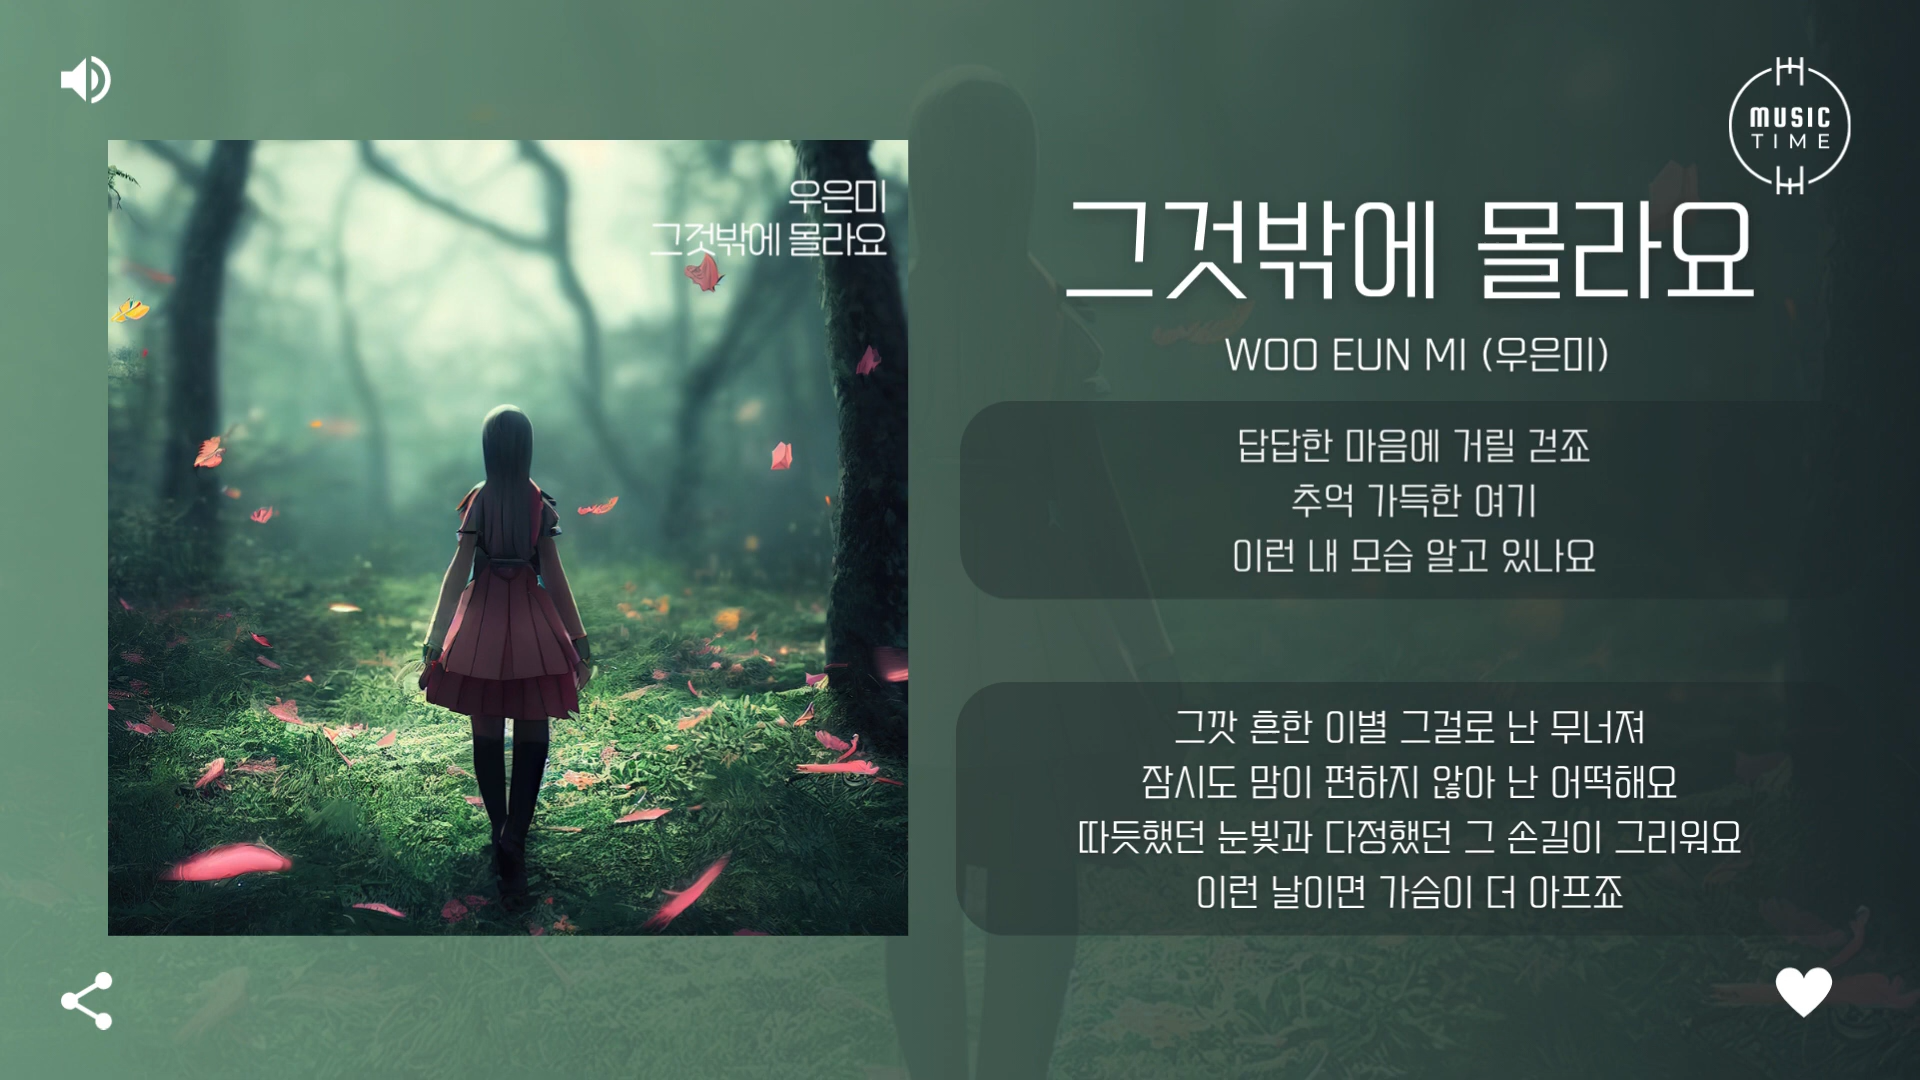 우은미
그것밖에 몰라요
MUSIC
TIME
그것밖에 몰라요
WOO EUN MI (우은미)
답답한 마음에 거릴 걷죠
추억 가득한 여기
이런 내 모습 알고 있나요
그깟 흔한 이별 그걸로 난 무너져
잠시도 맘이 편하지 않아 난 어떡해요
따듯했던 눈빛과 다정했던 그 손길이 그리워요
이런 날이면 가슴이 더 아프죠